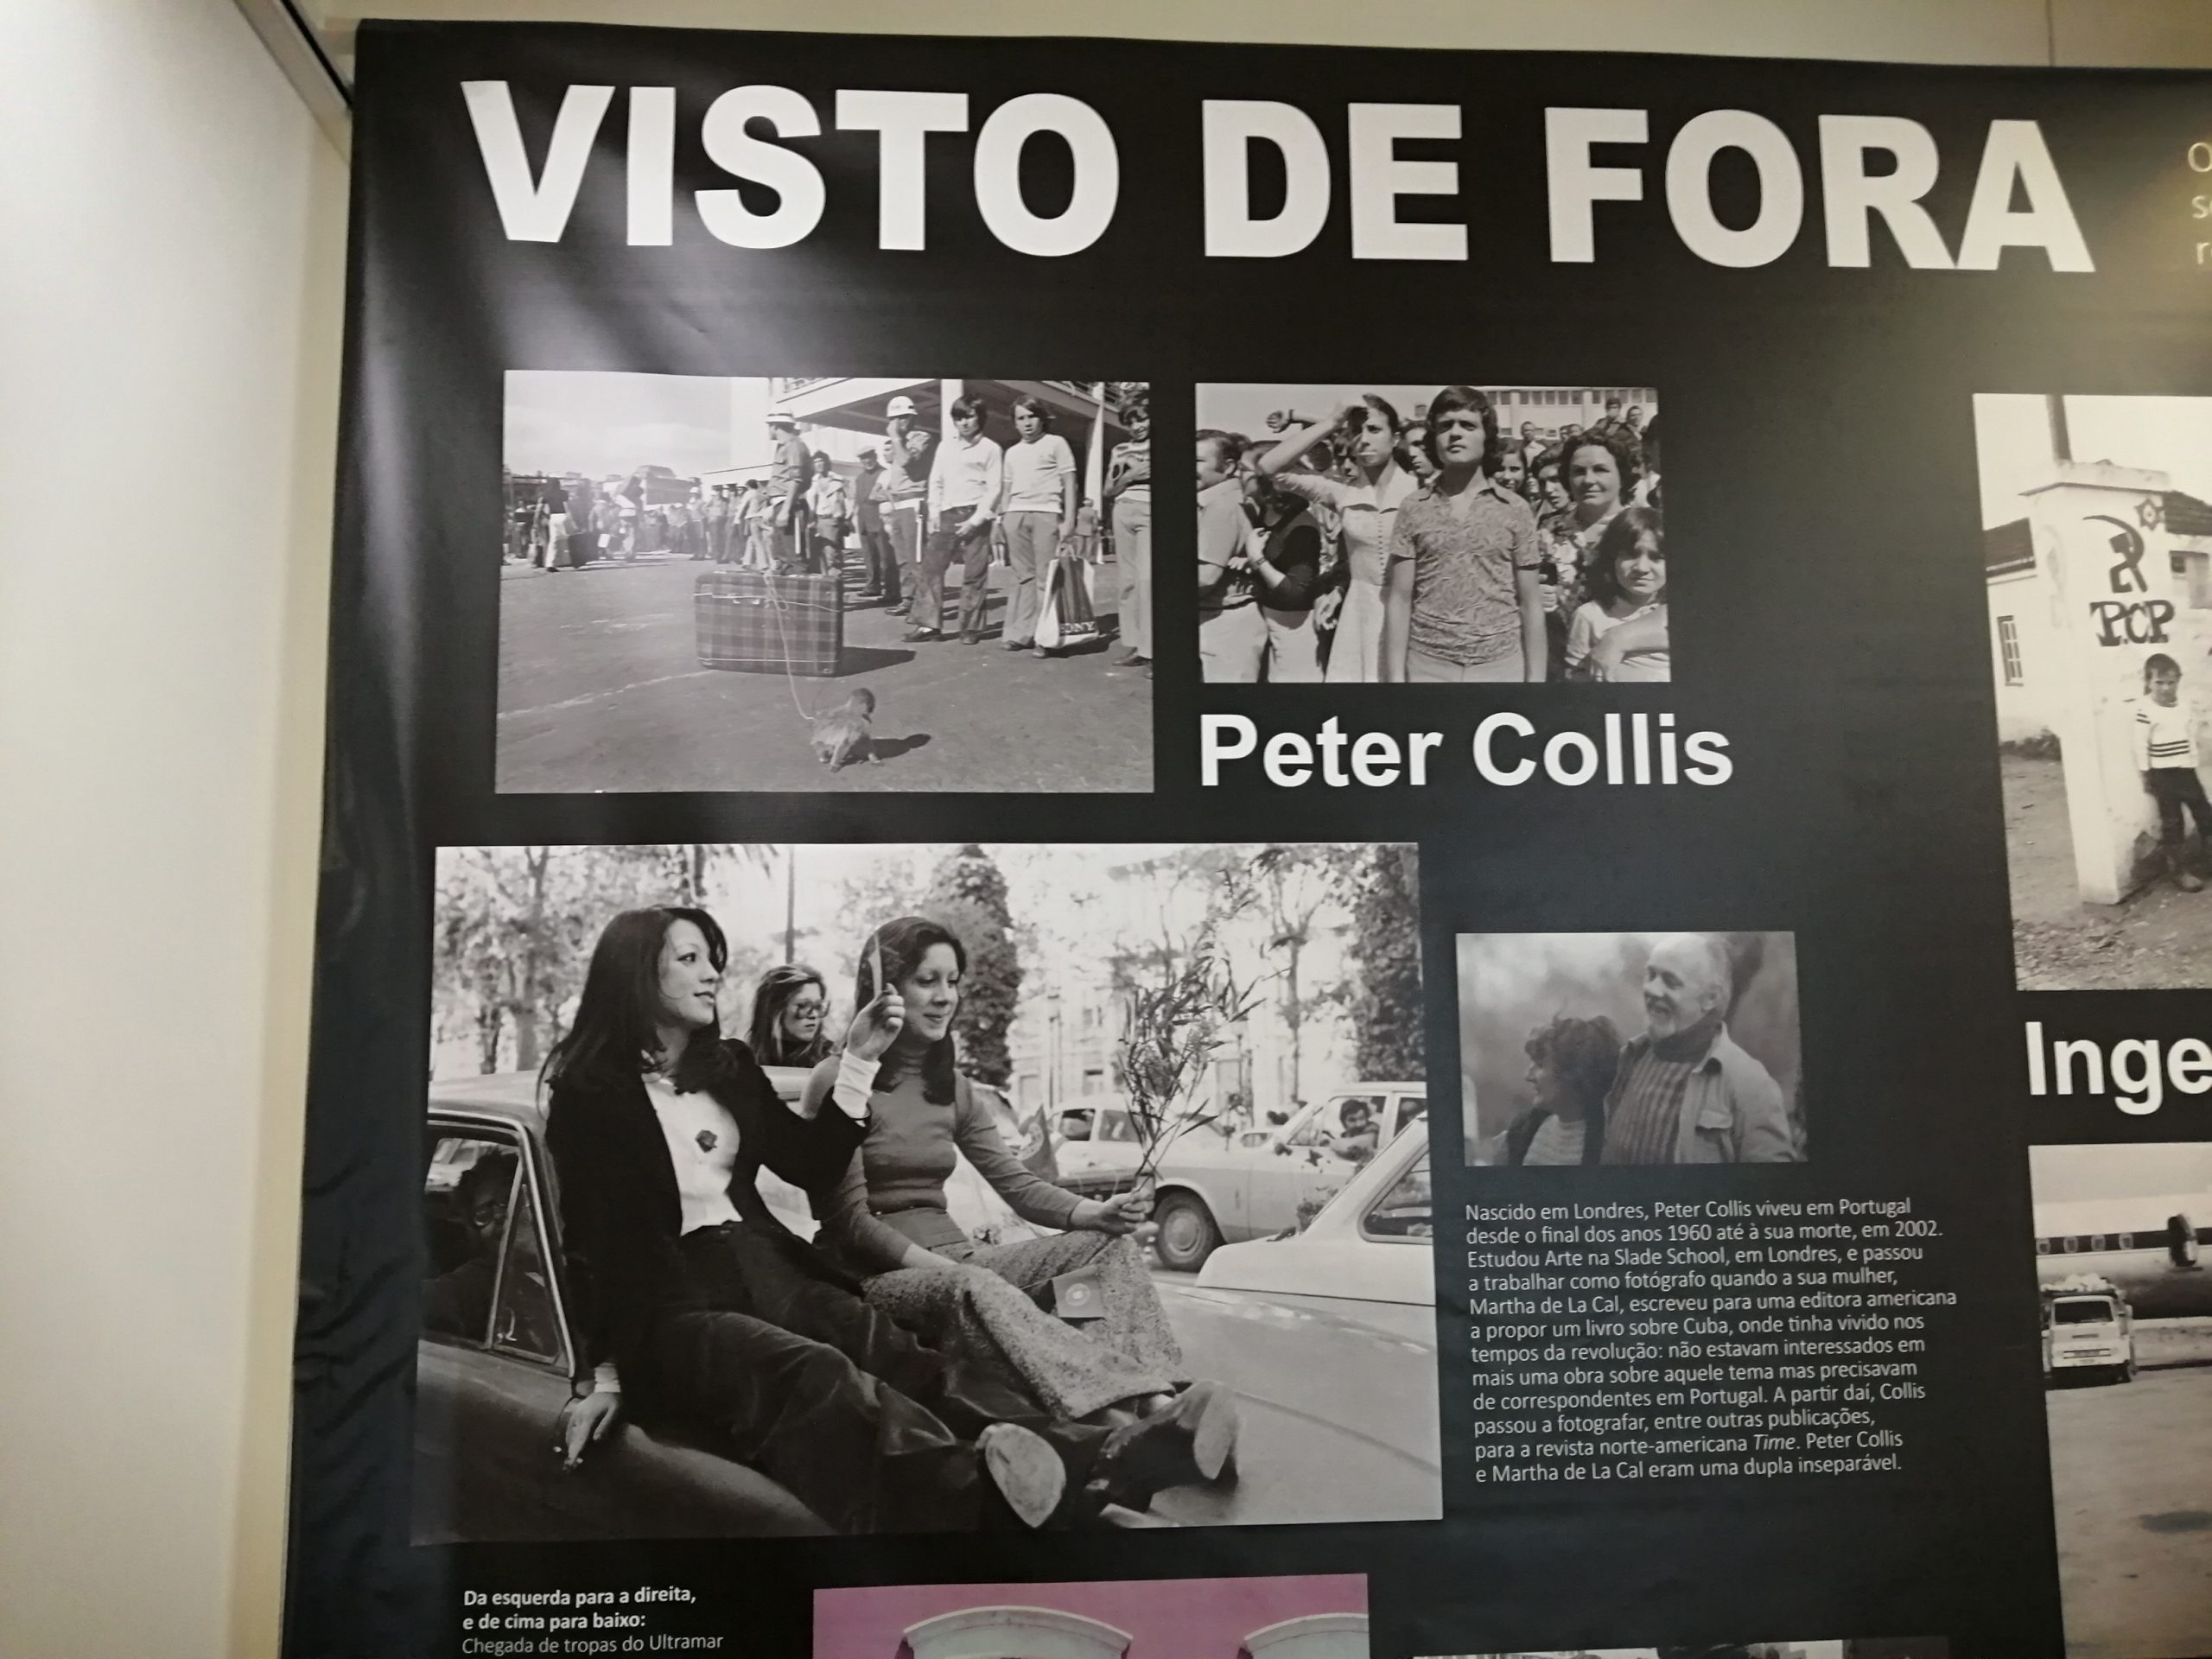 VISTO DE FORA
SONY
P.C.P
Peter Collis
Inge
Nascido em Londres, Peter Collis viveu em Portugal
desde o final dos anos 1960 até à sua morte, em 2002.
Estudou Arte na Slade School, em Londres, e passou
a trabalhar como fotógrafo quando a sua mulher,
Martha de La Cal, escreveu para uma editora americana
a propor um livro sobre Cuba, onde tinha vivido nos
tempos da revolução: não estavam interessados em
mais uma obra sobre aquele tema mas precisavam
de correspondentes em Portugal. A partir daí, Collis
passou a fotografar, entre outras publicações,
para a revista norte-americana Time. Peter Collis
e Martha de La Cal eram uma dupla inseparável.
Da esquerda para a direita,
e de cima para baixo:
Chegada de tropas do Ultramar